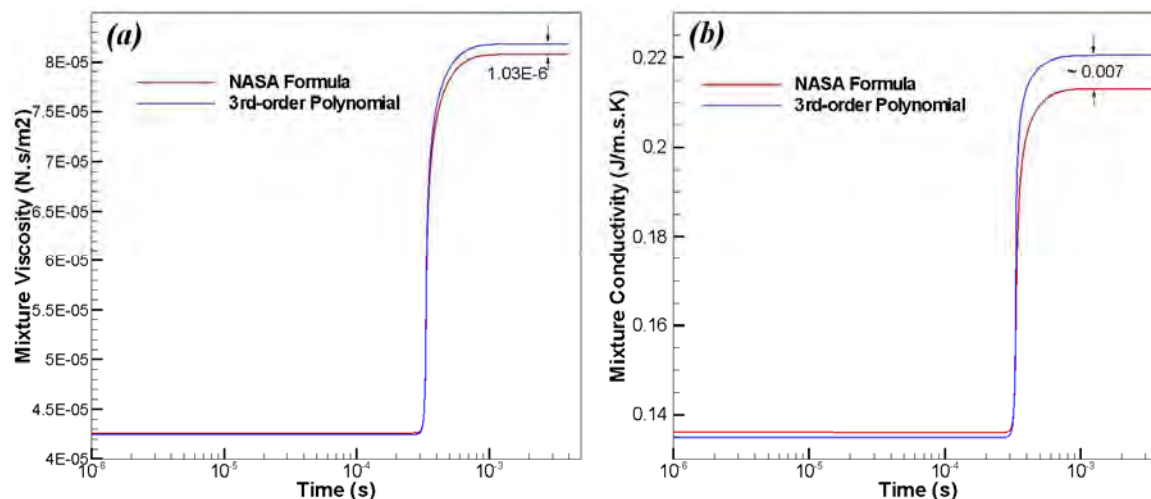 (a)
Mixture Viscosity (N.s/m2)
8E-05
7.5E-05
7E-05
6.5E-05
6E-05
5.5E-05
5E-05
4.5E-05
4E-05
NASA Formula
3rd-order Polynomial
1.03E-6
10-6
10-5
10-4
10-3
Time (s)
(b)
Mixture Conductivity (J/m.s.K)
0.22
0.2
0.18
0.16
0.14
NASA Formula
3rd-order Polynomial
~ 0.007
10-6
10-5
10-4
10-3
Time (s)